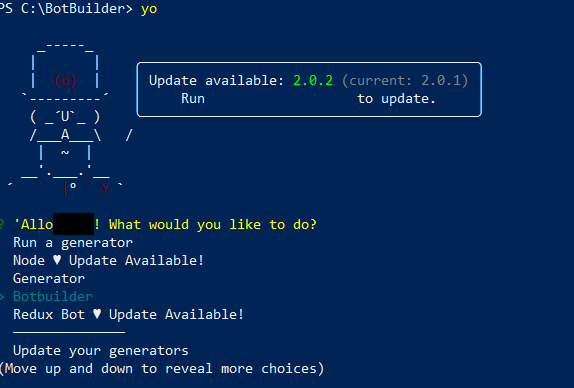 PS C:\BotBuilder> yo
Update available: 2.0.2 (current: 2.0.1)
Run to update.
? 'Allo ! What would you like to do?
Run a generator
Node ♥ Update Available!
Generator
> Botbuilder
Redux Bot ♥ Update Available!
Update your generators
(Move up and down to reveal more choices)